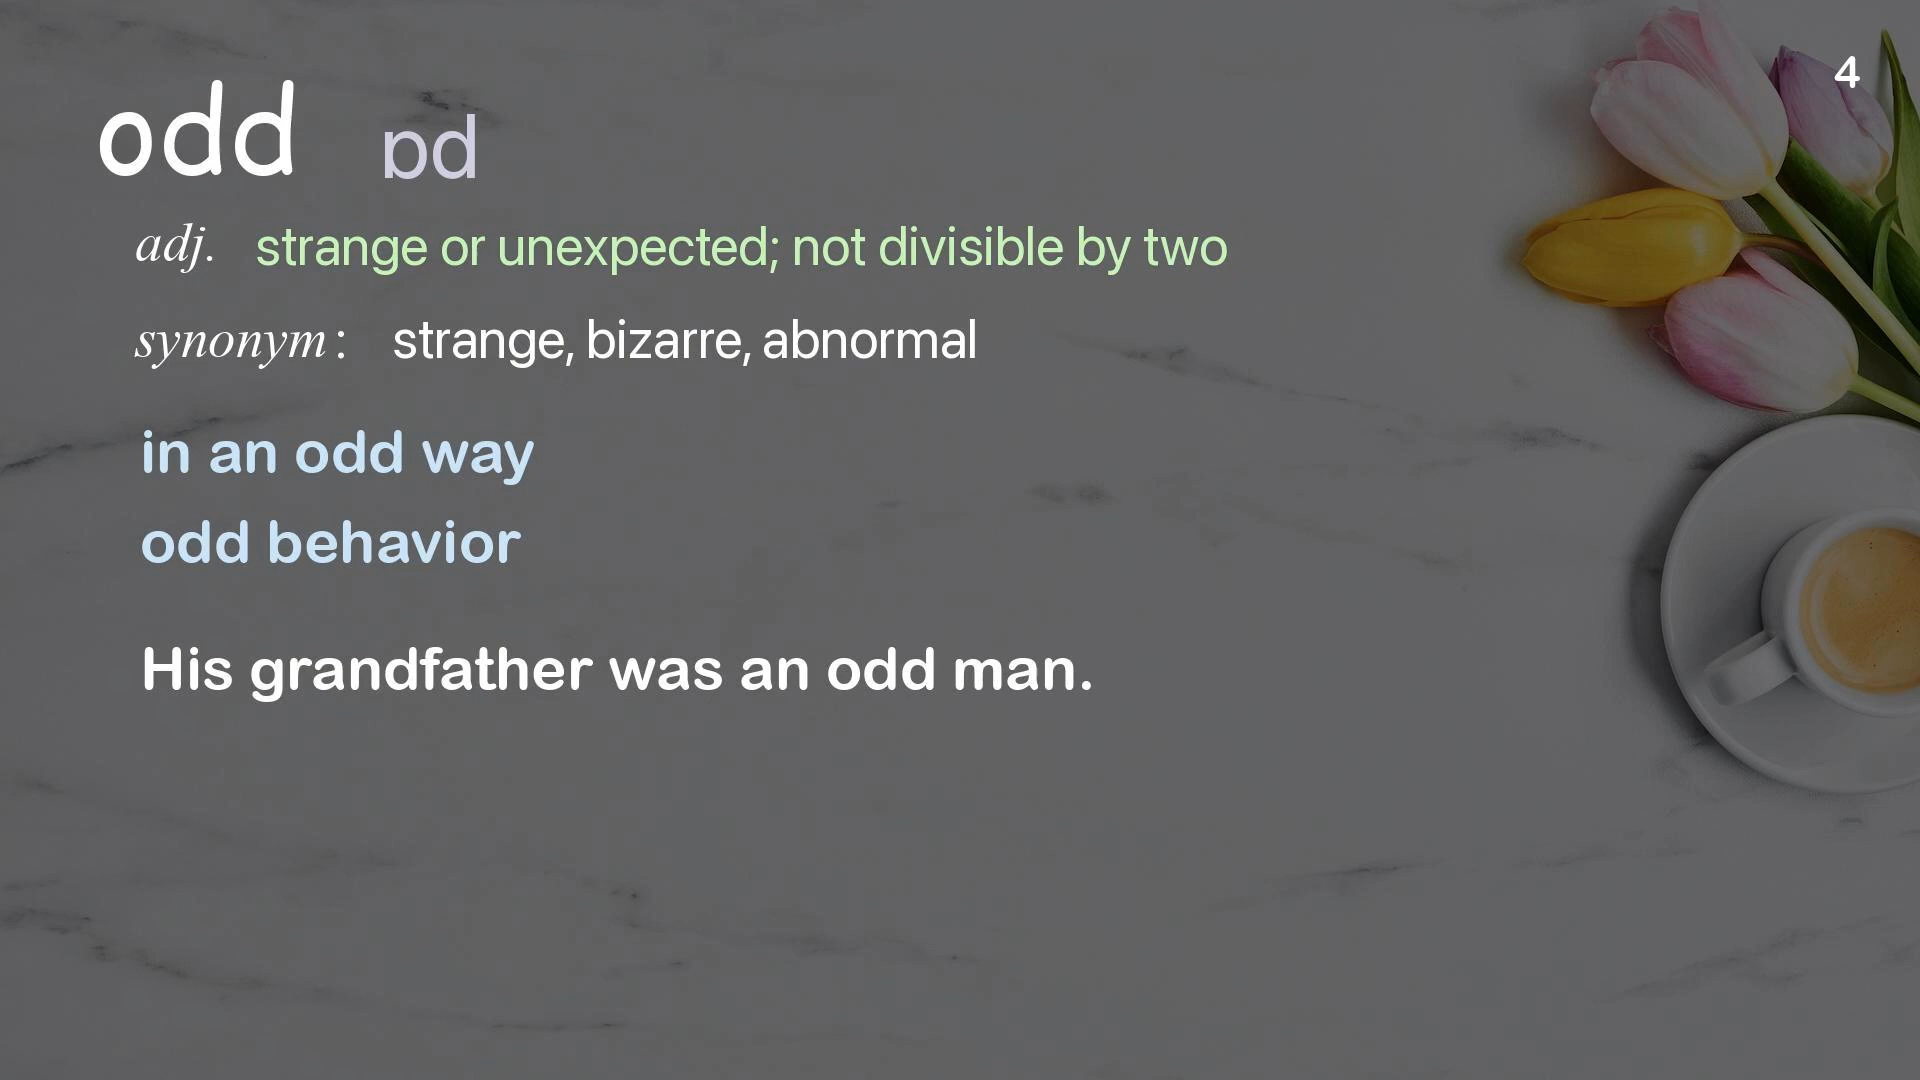 4
odd ɒd
adj. strange or unexpected; not divisible by two
synonym : strange, bizarre, abnormal
in an odd way
odd behavior
His grandfather was an odd man.